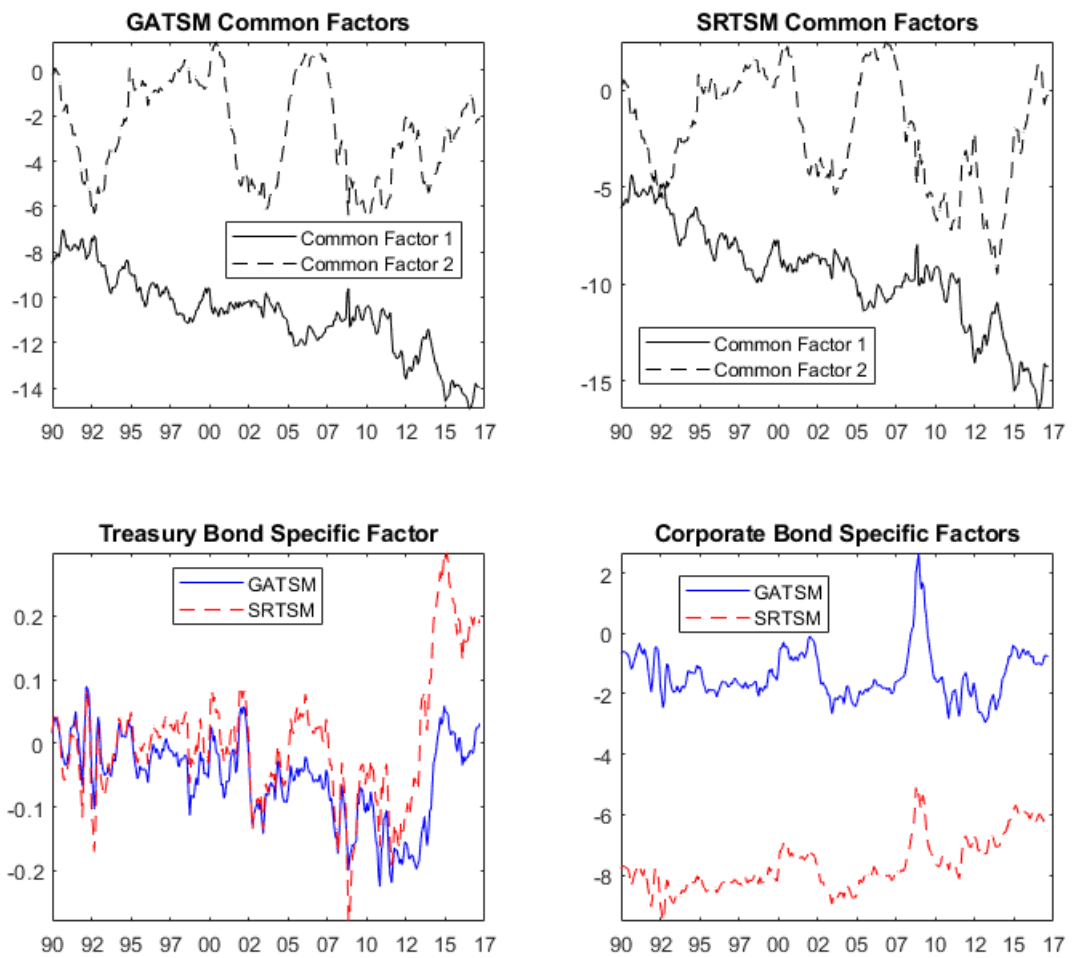 GATSM Common Factors
0
-2
-4
-6
-8
-10
-12
-14
Common Factor 1
Common Factor 2
90 92 95 97 00 02 05 07 10 12 15 17
SRTSM Common Factors
0
-5
-10
-15
Common Factor 1
Common Factor 2
90 92 95 97 00 02 05 07 10 12 15 17
Treasury Bond Specific Factor
GATSM
SRTSM
0.2
0.1
0
-0.1
-0.2
90 92 95 97 00 02 05 07 10 12 15 17
Corporate Bond Specific Factors
GATSM
SRTSM
2
0
-2
-4
-6
-8
90 92 95 97 00 02 05 07 10 12 15 17